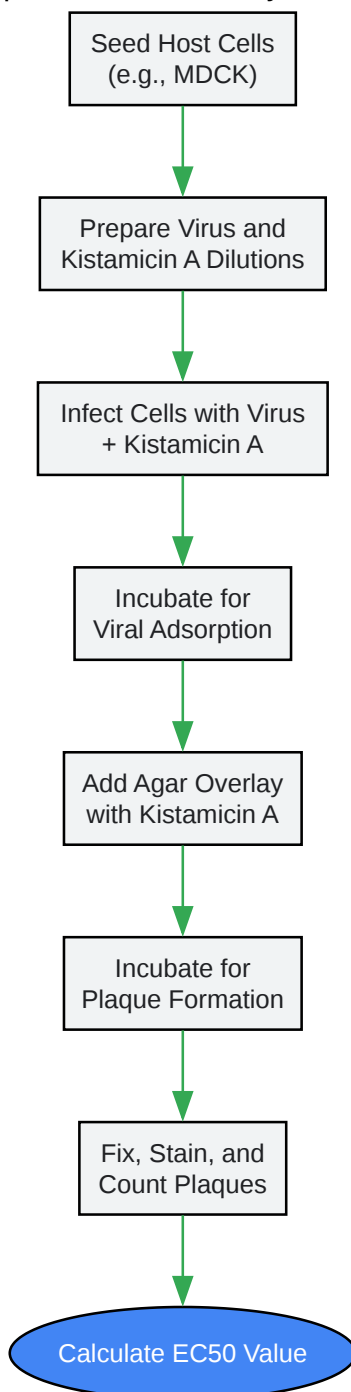 Seed Host Cells
(e.g., MDCK)
Prepare Virus and
Kistamicin A Dilutions
Infect Cells with Virus
+ Kistamicin A
Incubate for
Viral Adsorption
Add Agar Overlay
with Kistamicin A
Incubate for
Plaque Formation
Fix, Stain, and
Count Plaques
Calculate EC50 Value